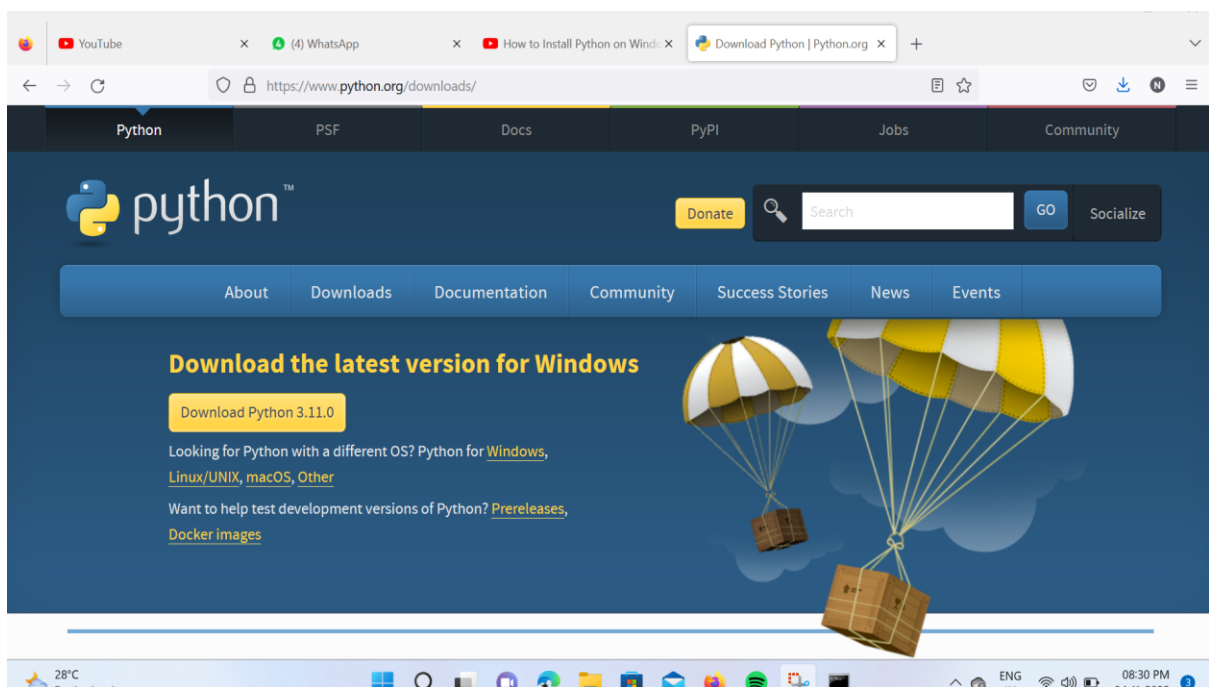 YouTube
(4) WhatsApp
How to Install Python on Windo
Download Python | Python.org
https://www.python.org/downloads/
N
Python PSF Docs PyPI Jobs Community
python™
Donate
Search
GO
Socialize
About Downloads Documentation Community Success Stories News Events
Download the latest version for Windows
Download Python 3.11.0
Looking for Python with a different OS? Python for Windows,
Linux/UNIX, macOS, Other
Want to help test development versions of Python? Prereleases,
Docker images
28°C
ENG
08:30 PM
3